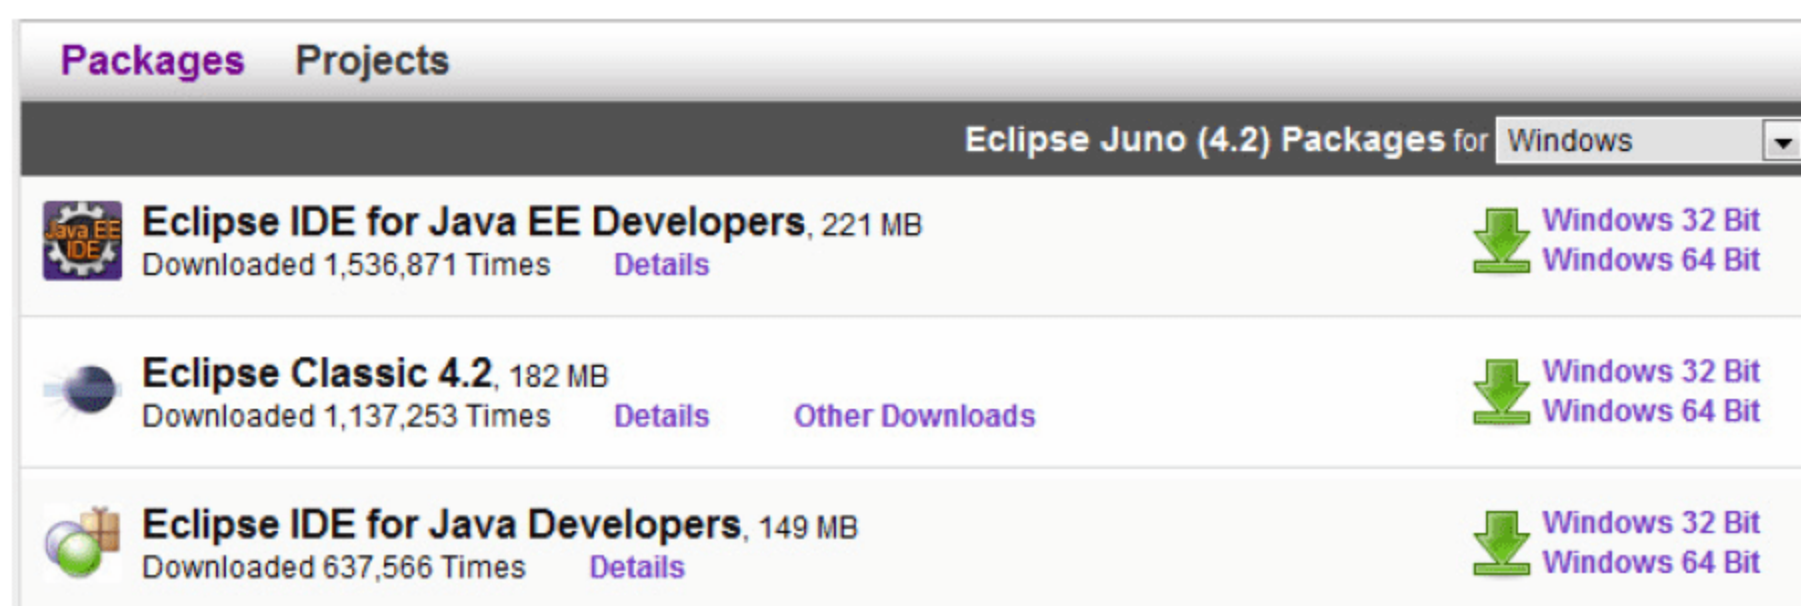 Packages Projects
Eclipse Juno (4.2) Packages for Windows
Java EE
IDE
Eclipse IDE for Java EE Developers, 221 MB
Windows 32 Bit
Downloaded 1,536,871 Times Details
Windows 64 Bit
Eclipse Classic 4.2, 182 MB
Windows 32 Bit
Downloaded 1,137,253 Times Details Other Downloads
Windows 64 Bit
Eclipse IDE for Java Developers, 149 MB
Windows 32 Bit
Downloaded 637,566 Times Details
Windows 64 Bit